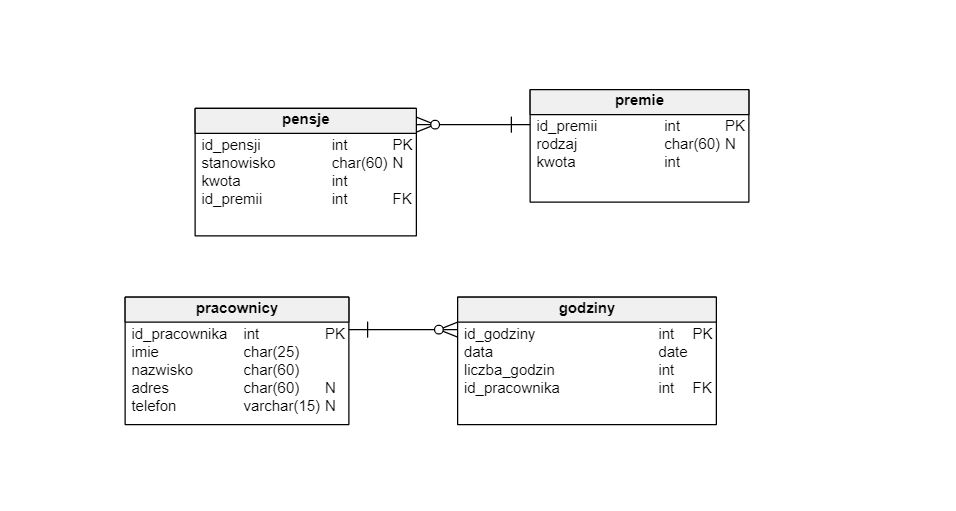 pensje
id_pensji int PK
stanowisko char(60) N
kwota int
id_premii int FK
premie
id_premii int PK
rodzaj char(60) N
kwota int
pracownicy
id_pracownika int PK
imie char(25)
nazwisko char(60)
adres char(60) N
telefon varchar(15) N
godziny
id_godziny int PK
data date
liczba_godzin int
id_pracownika int FK